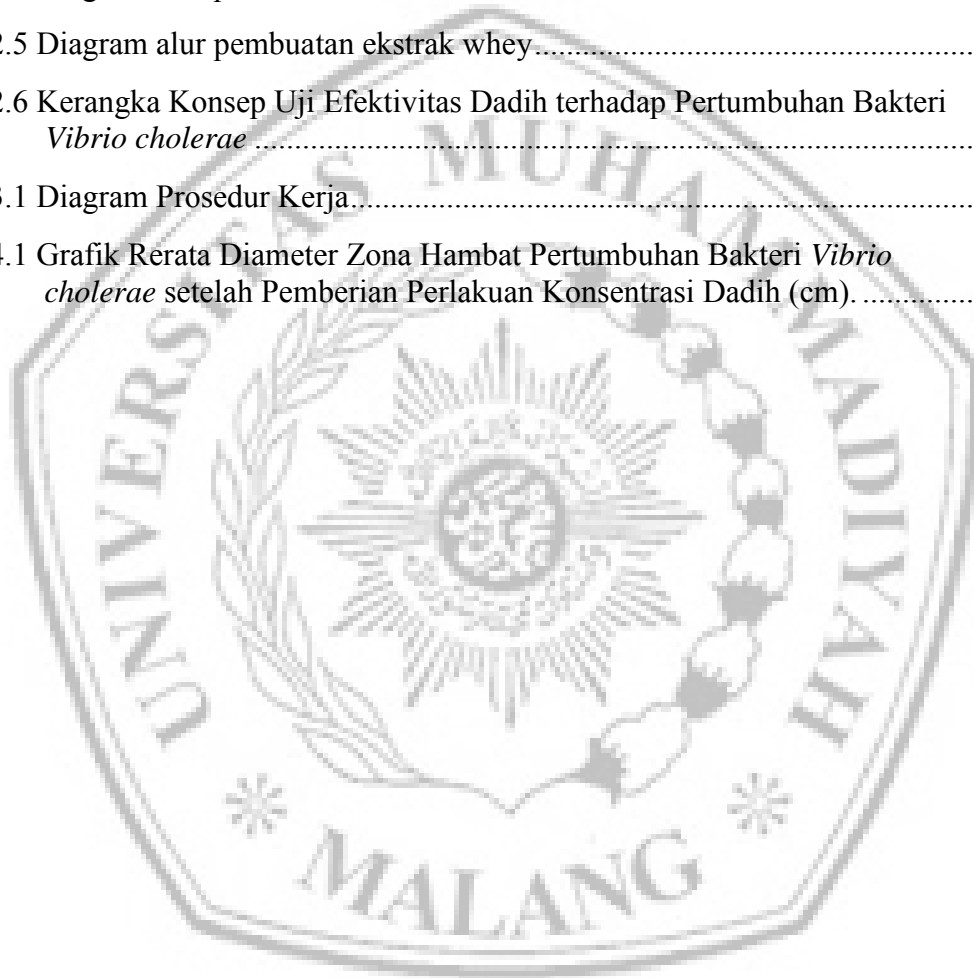 2.5 Diagram alur pembuatan ekstrak whey
2.6 Kerangka Konsep Uji Efektivitas Dadih terhadap Pertumbuhan Bakteri
Vibrio cholerae
3.1 Diagram Prosedur Kerja
4.1 Grafik Rerata Diameter Zona Hambat Pertumbuhan Bakteri Vibrio
cholerae setelah Pemberian Perlakuan Konsentrasi Dadih (cm).
UNIVERSITAS MUHAMMADIYAH
MALANG